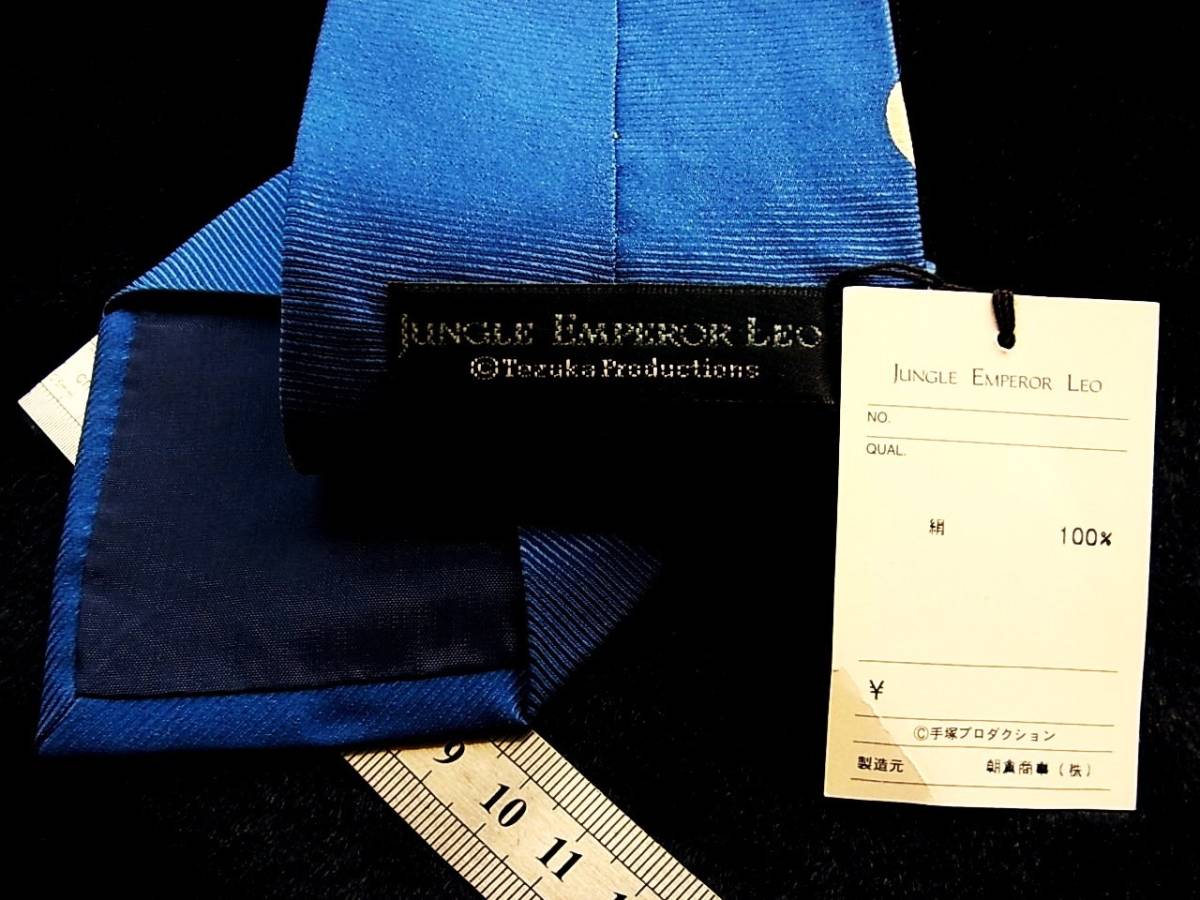 JUNGLE EMPEROR LEO
©Tezuka Productions
JUNGLE EMPEROR LEO
NO.
QUAL.
絹 100%
¥
©手塚プロダクション
製造元 朝倉商事(株)
9
10
11